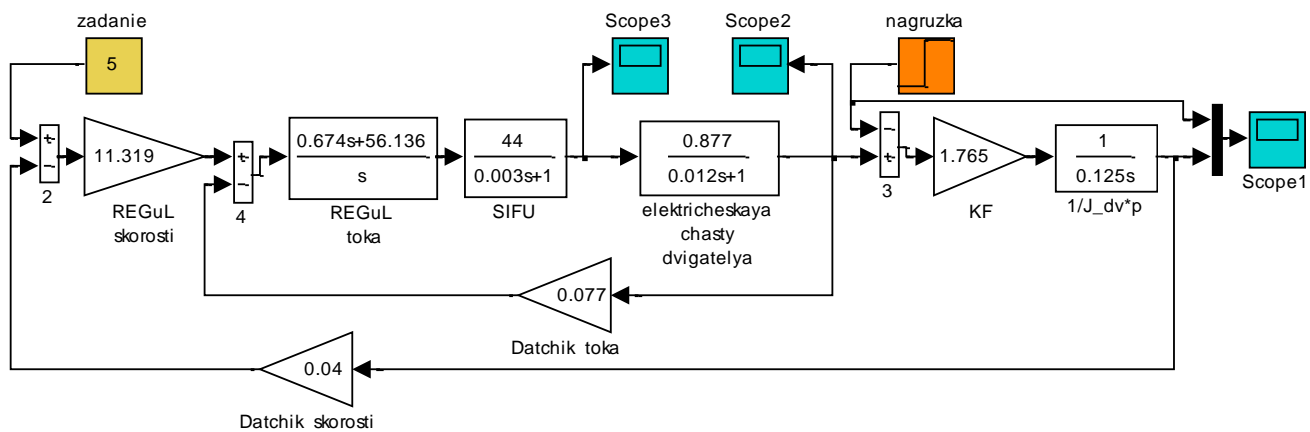 zadanie
Scope3
Scope2
nagruzka
5
+
−
2
11.319
REGuL
skorosti
+
−
4
0.674s+56.136
s
REGuL
toka
44
0.003s+1
SIFU
0.877
0.012s+1
elektricheskaya
chasty
dvigatelya
−
+
3
1.765
KF
1
0.125s
1/J_dv*p
Scope1
0.077
Datchik toka
0.04
Datchik skorosti